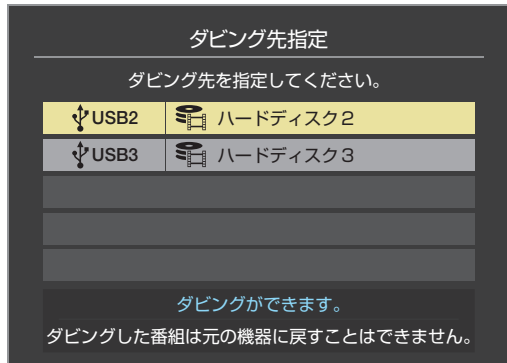 ダビング先指定
ダビング先を指定してください。
USB2 ハードディスク2
USB3 ハードディスク3
ダビングができます。
ダビングした番組は元の機器に戻すことはできません。